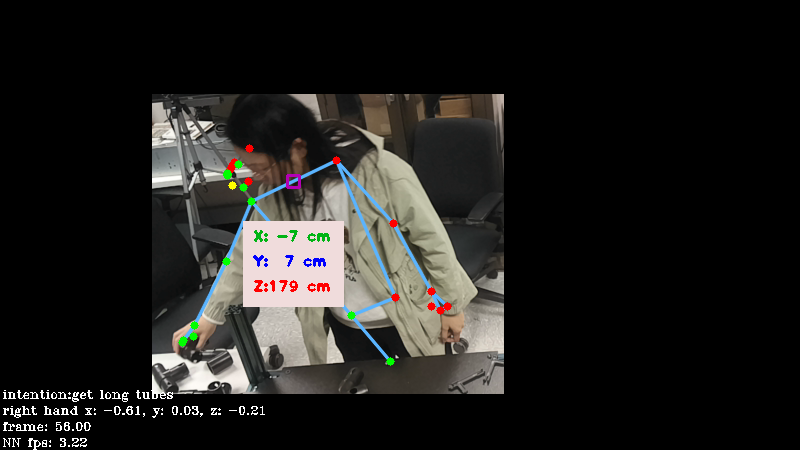 X: -7 cm
Y: 7 cm
Z:179 cm
intention:get long tubes
right hand x: -0.61, y: 0.03, z: -0.21
frame: 56.00
NN fps: 3.22